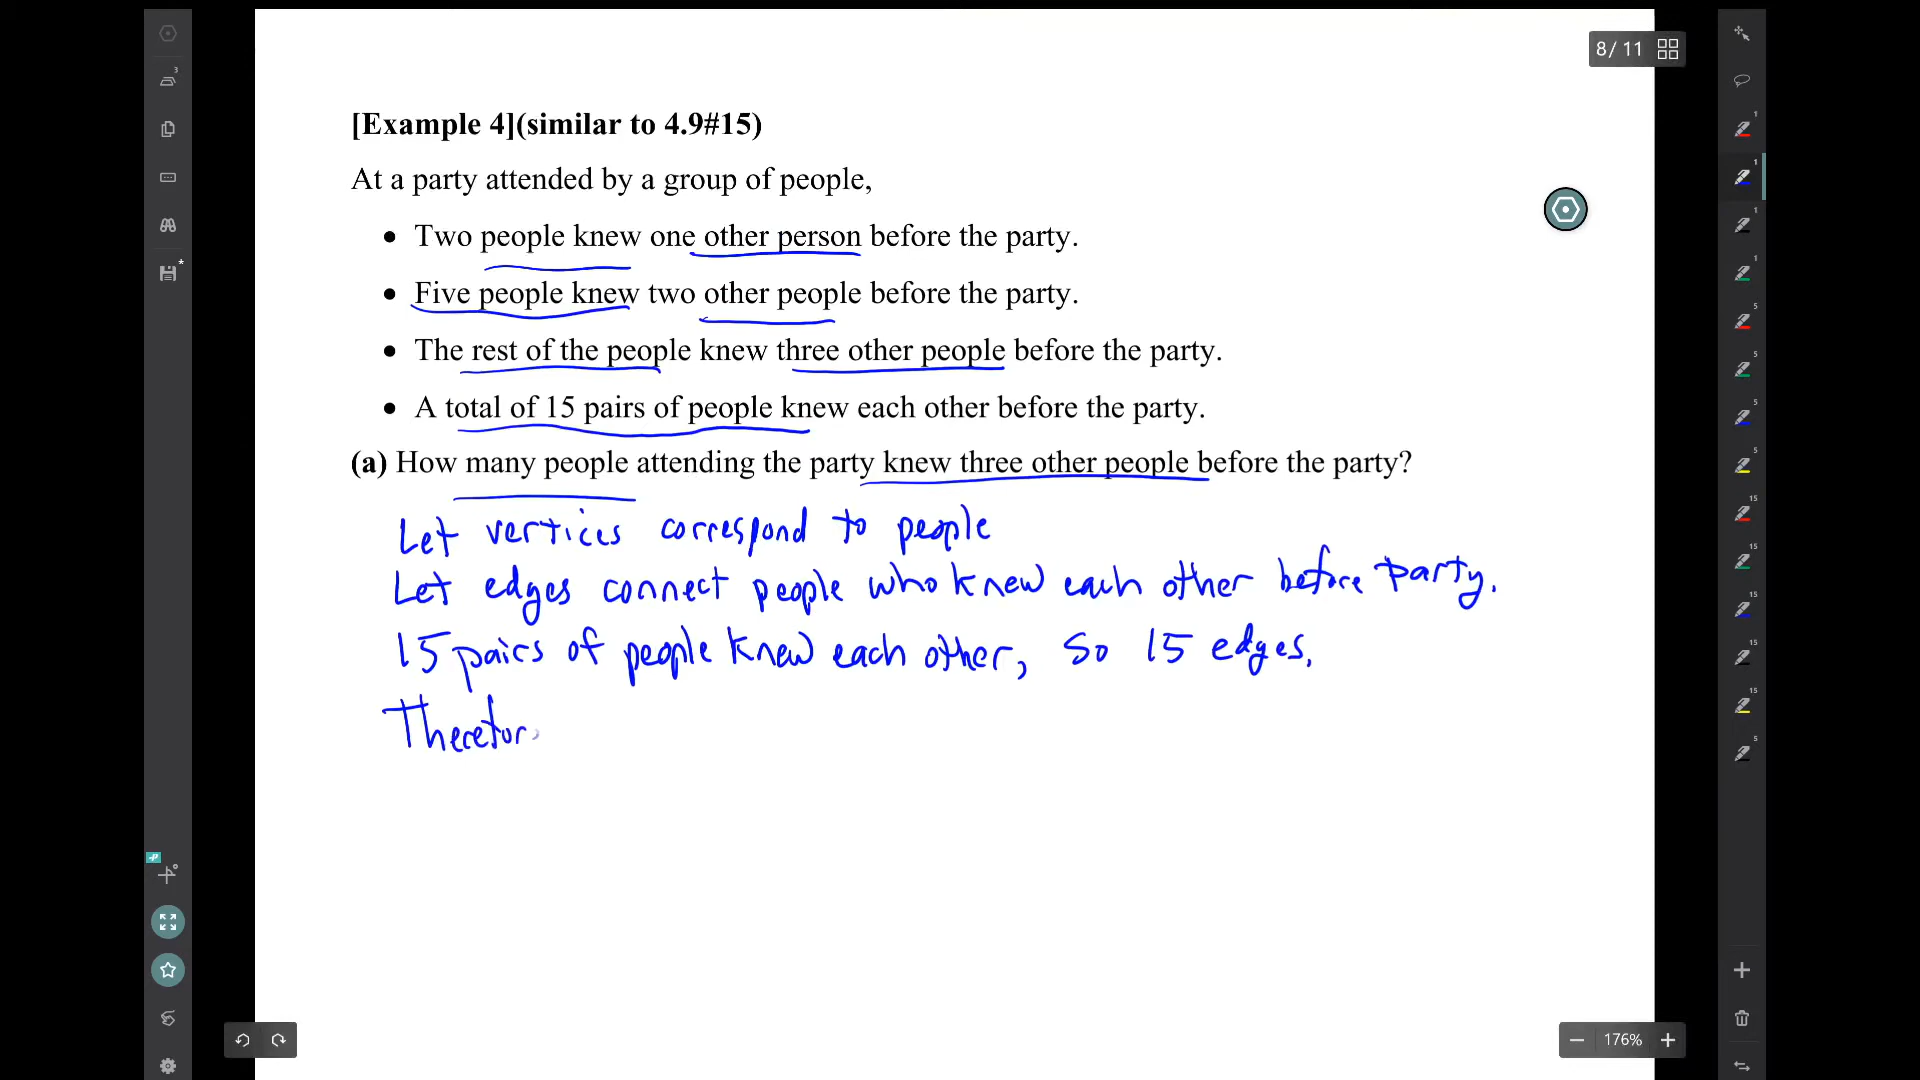 8 / 11
[Example 4](similar to 4.9#15)
At a party attended by a group of people,
• Two people knew one other person before the party.
• Five people knew two other people before the party.
• The rest of the people knew three other people before the party.
• A total of 15 pairs of people knew each other before the party.
(a) How many people attending the party knew three other people before the party?
Let vertices correspond to people
Let edges connect people who knew each other before party.
15 pairs of people knew each other, so 15 edges.
Therefor
176%